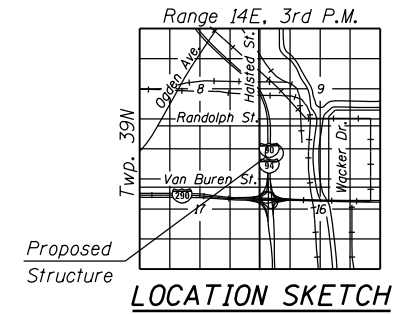 Range 14E, 3rd P.M.
Twp. 39N
Ogden Ave.
Halsted St.
8
9
Randolph St.
Wacker Dr.
90
94
Van Buren St.
290
17
16
Proposed
Structure
LOCATION SKETCH